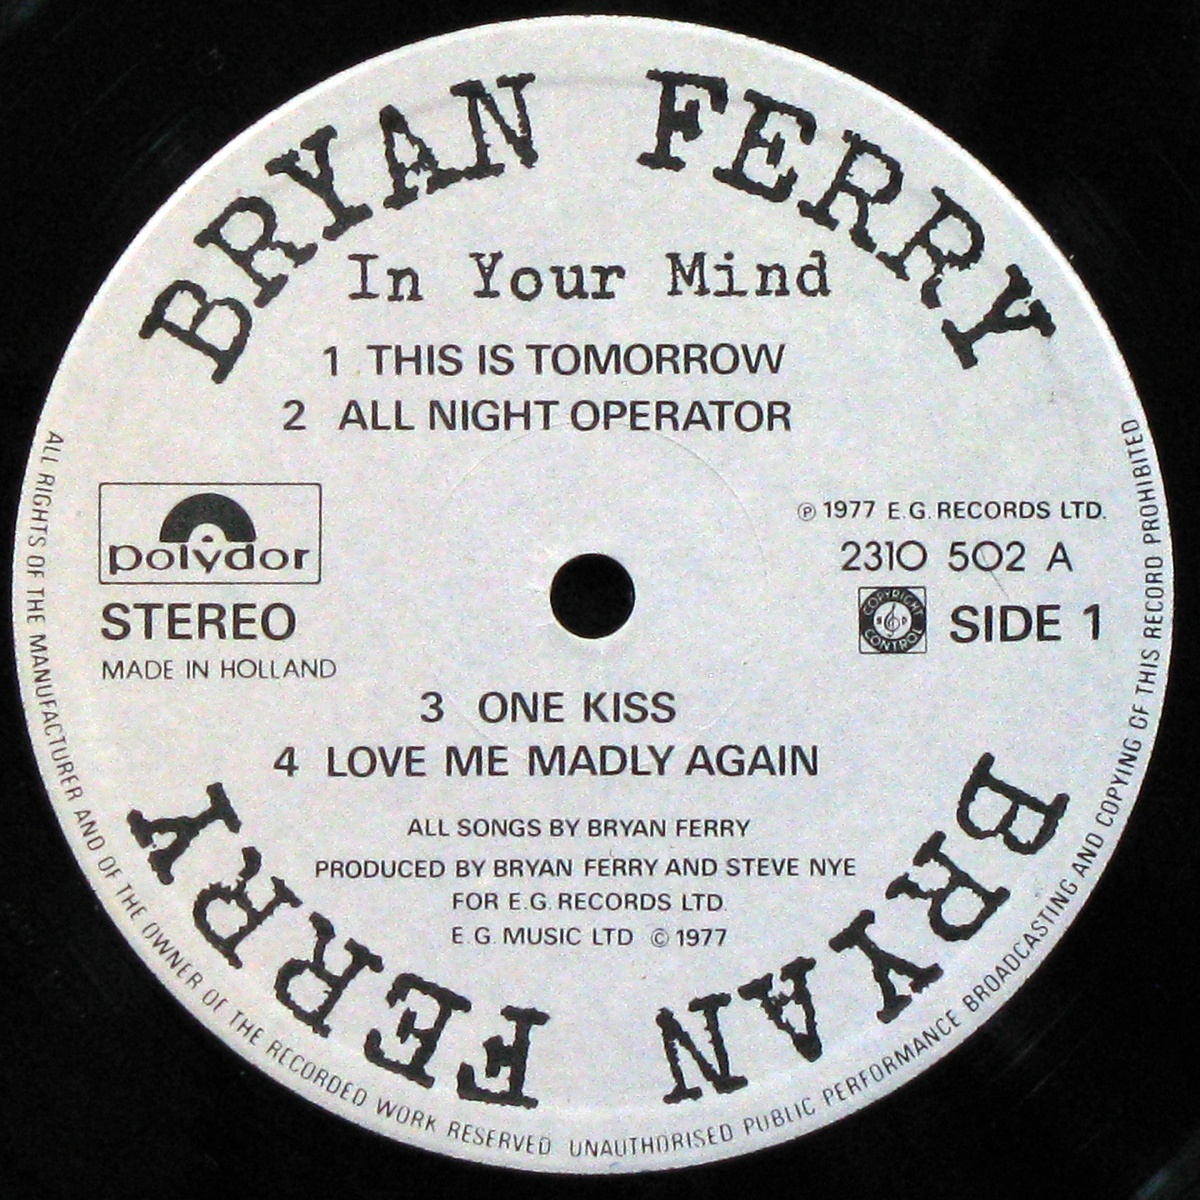 BRYAN FERRY
In Your Mind
1 THIS IS TOMORROW
2 ALL NIGHT OPERATOR
polydor
STEREO
MADE IN HOLLAND
℗ 1977 E.G. RECORDS LTD.
2310 502 A
COPYRIGHT CONTROL
SIDE 1
3 ONE KISS
4 LOVE ME MADLY AGAIN
ALL SONGS BY BRYAN FERRY
PRODUCED BY BRYAN FERRY AND STEVE NYE
FOR E.G. RECORDS LTD
E.G. MUSIC LTD © 1977
BRYAN FERRY
ALL RIGHTS OF THE MANUFACTURER AND OF THE OWNER OF THE RECORDED WORK RESERVED UNAUTHORISED PUBLIC PERFORMANCE BROADCASTING AND COPYING OF THIS RECORD PROHIBITED